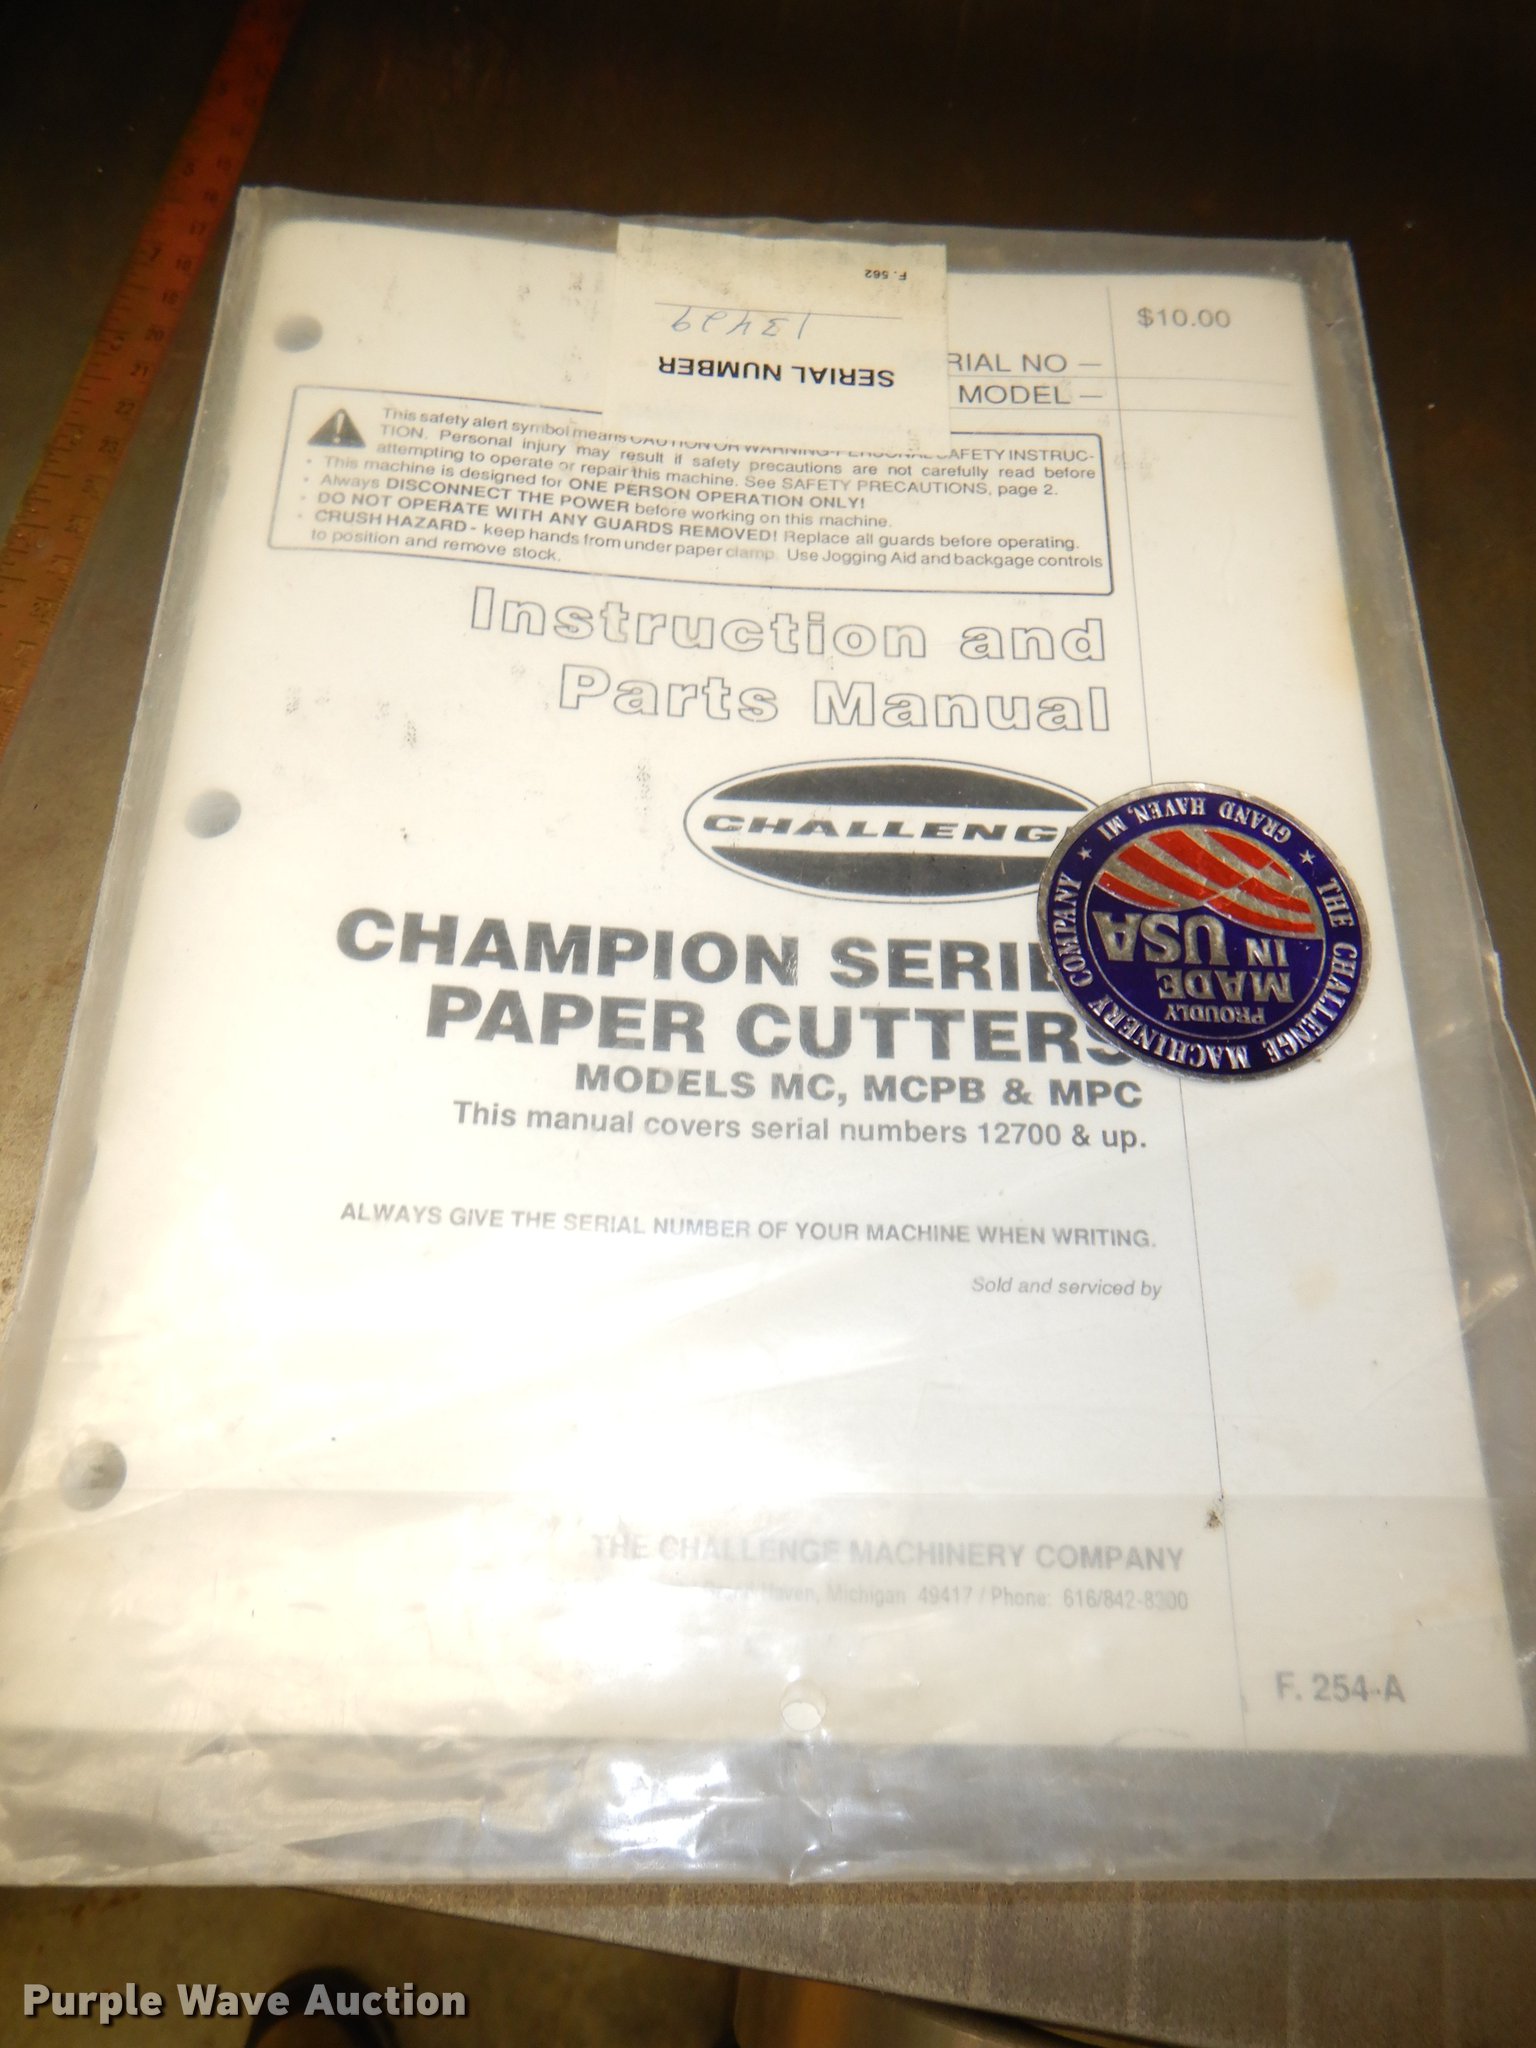 F. 562
13429
SERIAL NUMBER
$10.00
RIAL NO —
MODEL —
This safety alert symbol means CAUTION OR WARNING-PERSONAL SAFETY INSTRUC-
TION. Personal injury may result if safety precautions are not carefully read before
attempting to operate or repair this machine. See SAFETY PRECAUTIONS, page 2.
• This machine is designed for ONE PERSON OPERATION ONLY!
• Always DISCONNECT THE POWER before working on this machine.
• DO NOT OPERATE WITH ANY GUARDS REMOVED! Replace all guards before operating.
• CRUSH HAZARD - keep hands from under paper clamp. Use Jogging Aid and backgage controls
to position and remove stock.
Instruction and
Parts Manual
CHALLENG
CHAMPION SERIE
PAPER CUTTERS
MODELS MC, MCPB & MPC
This manual covers serial numbers 12700 & up.
THE CHALLENGE MACHINERY COMPANY
★ GRAND HAVEN, MI ★
PROUDLY
MADE
IN
USA
ALWAYS GIVE THE SERIAL NUMBER OF YOUR MACHINE WHEN WRITING.
Sold and serviced by
THE CHALLENGE MACHINERY COMPANY
Grand Haven, Michigan 49417 / Phone: 616/842-8300
F. 254-A
Purple Wave Auction